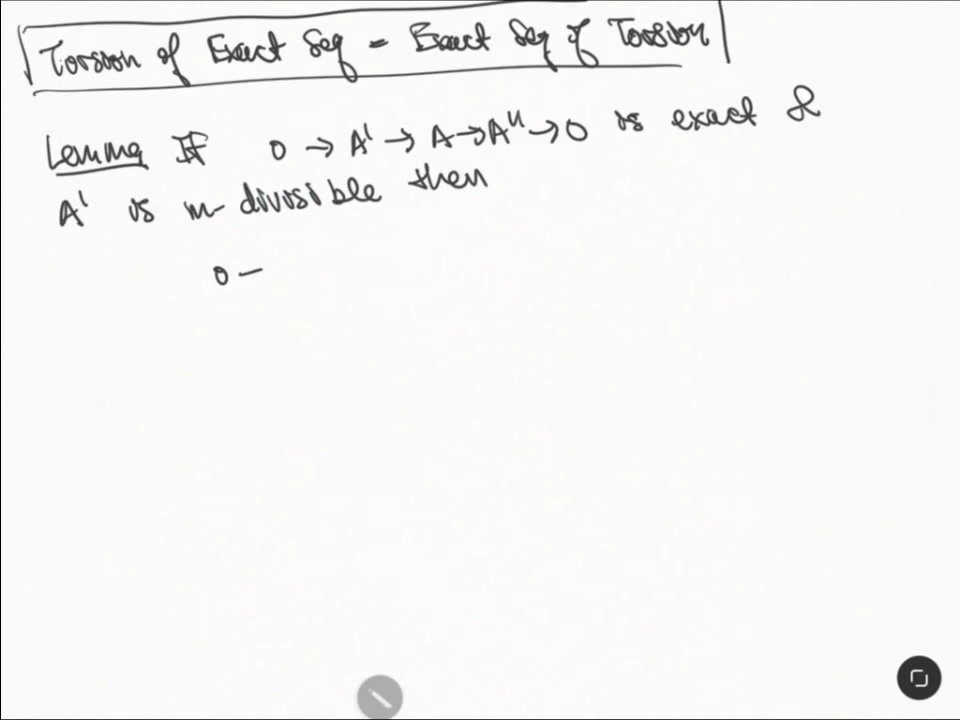 Torsion of Exact Seq = Exact Seq of Torsion
Lemma If 0 → A' → A → A'' → 0 is exact &
A' is m-divisible then
0 —